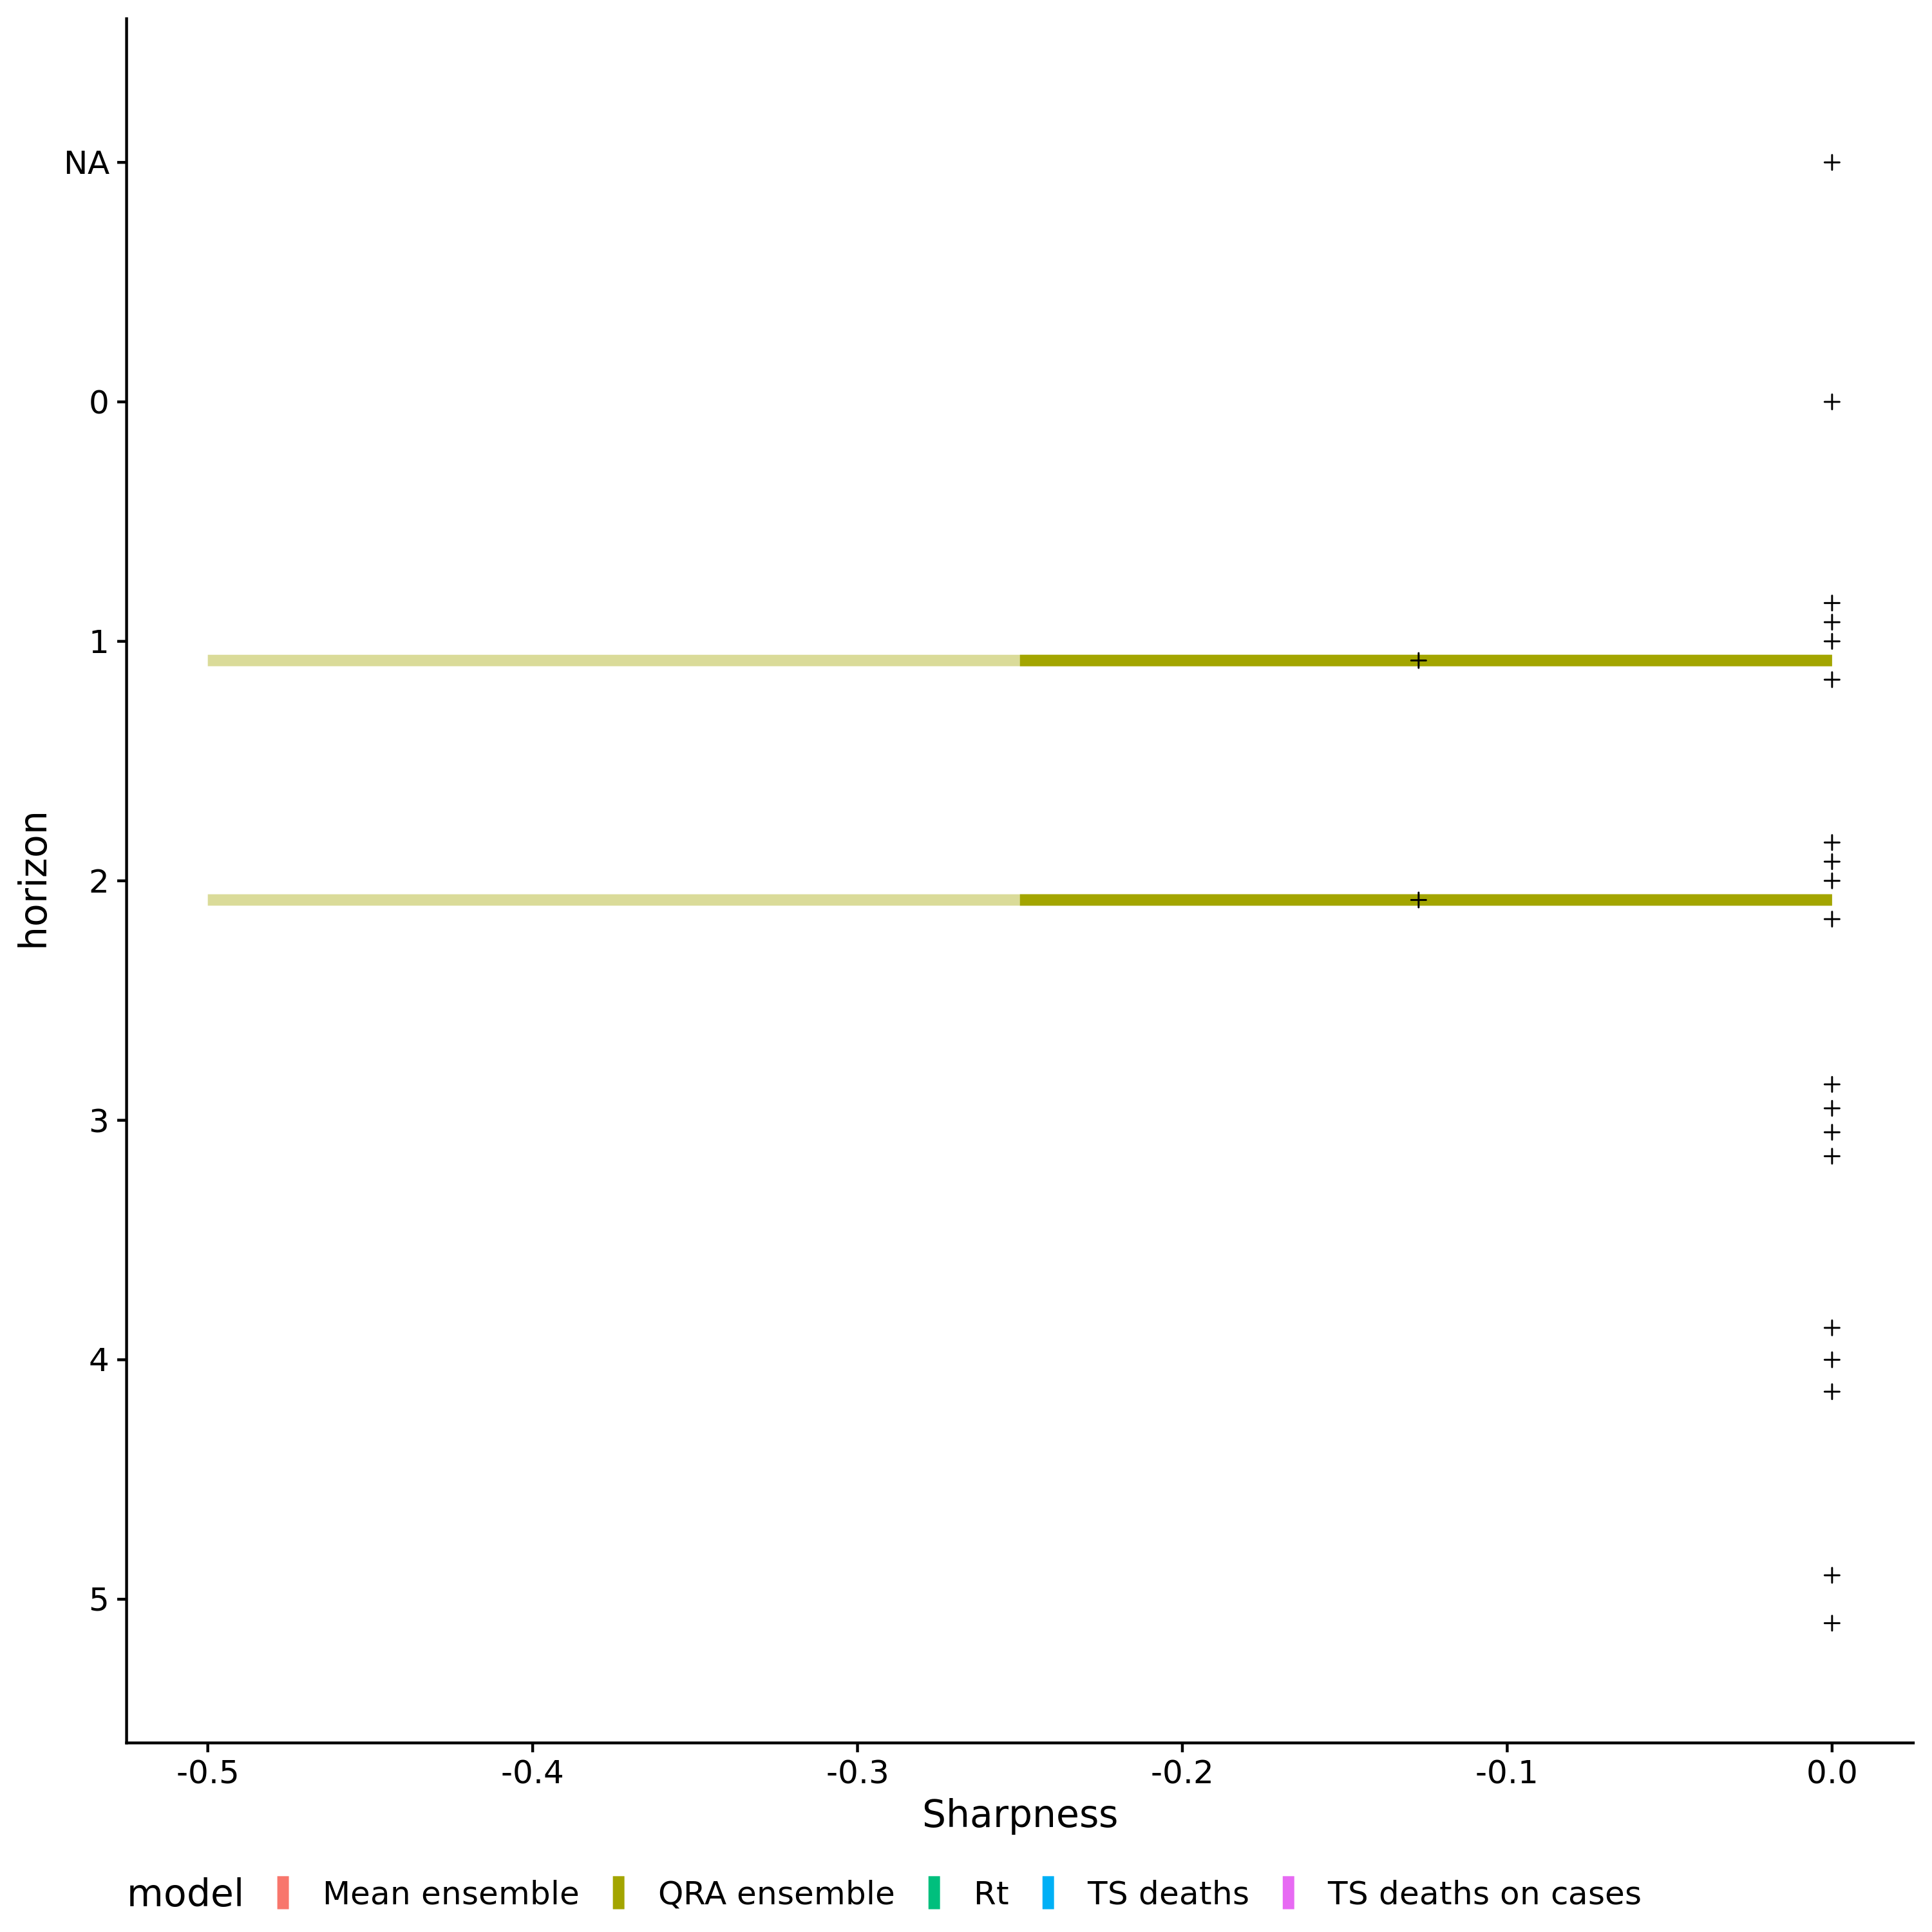 NA
0
1
2
3
4
5
horizon
-0.5 -0.4 -0.3 -0.2 -0.1 0.0
Sharpness
model Mean ensemble QRA ensemble Rt TS deaths TS deaths on cases